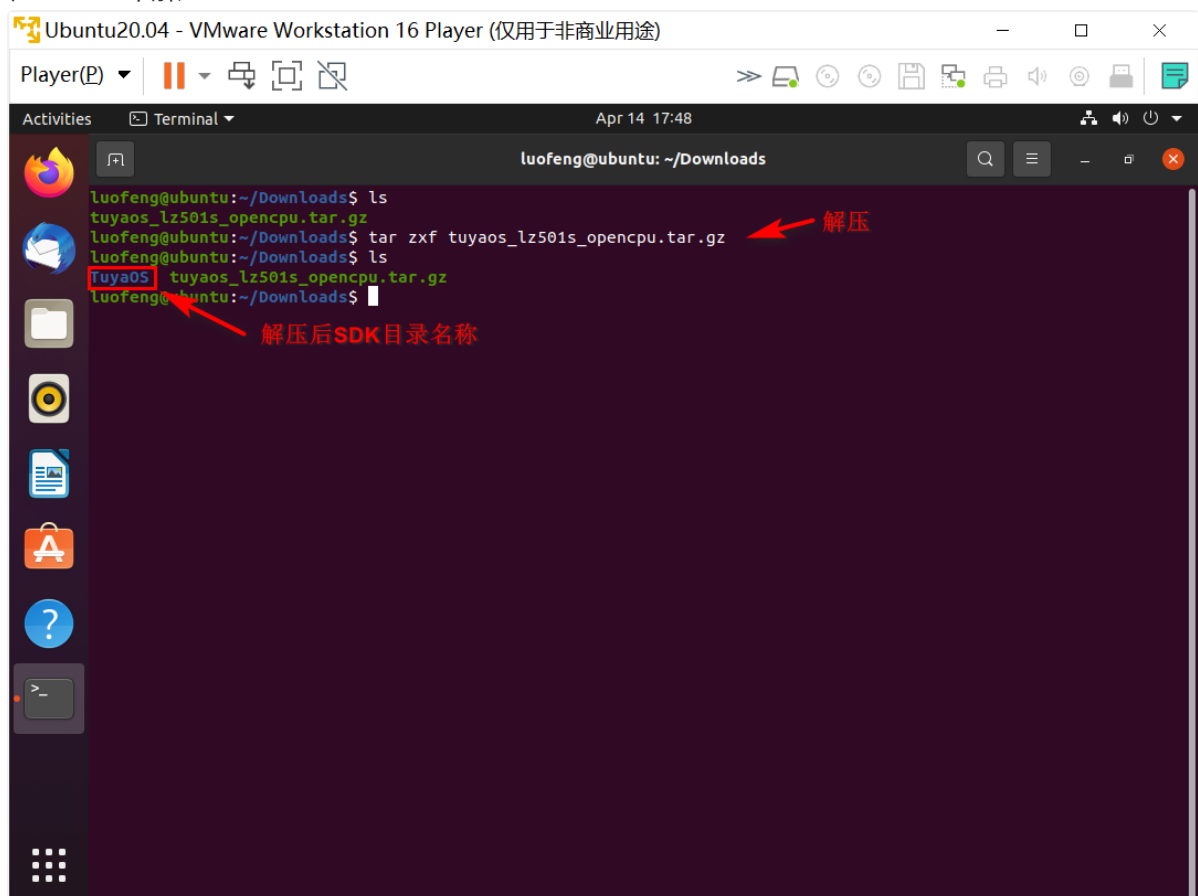 Ubuntu20.04 - VMware Workstation 16 Player (仅用于非商业用途)
Player(P)
Activities Terminal Apr 14 17:48
luofeng@ubuntu: ~/Downloads
luofeng@ubuntu:~/Downloads$ ls
tuyaos_lz501s_opencpu.tar.gz
luofeng@ubuntu:~/Downloads$ tar zxf tuyaos_lz501s_opencpu.tar.gz 解压
luofeng@ubuntu:~/Downloads$ ls
TuyaOS tuyaos_lz501s_opencpu.tar.gz
luofeng@ubuntu:~/Downloads$
解压后SDK目录名称